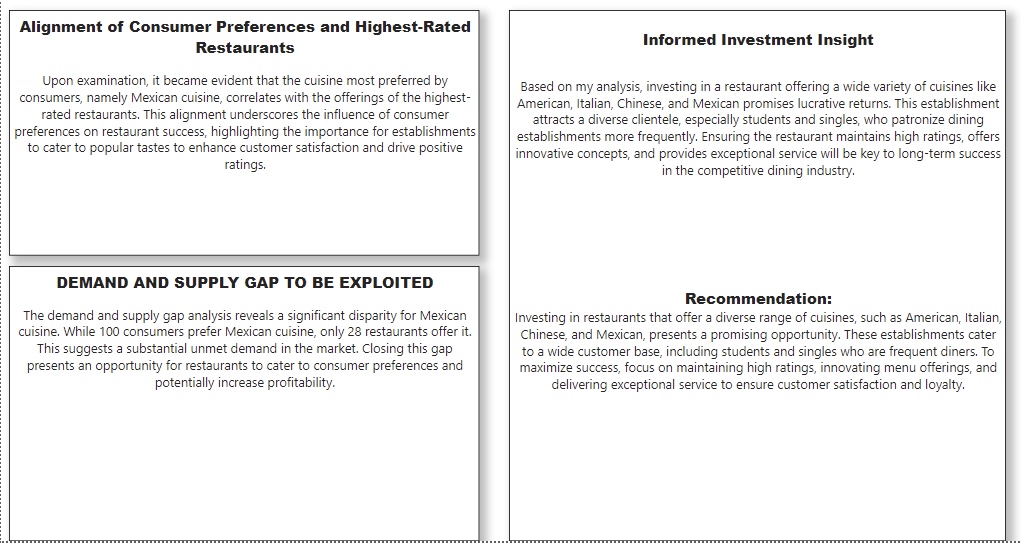 Alignment of Consumer Preferences and Highest-Rated
Restaurants
Upon examination, it became evident that the cuisine most preferred by
consumers, namely Mexican cuisine, correlates with the offerings of the highest-
rated restaurants. This alignment underscores the influence of consumer
preferences on restaurant success, highlighting the importance for establishments
to cater to popular tastes to enhance customer satisfaction and drive positive
ratings.
DEMAND AND SUPPLY GAP TO BE EXPLOITED
The demand and supply gap analysis reveals a significant disparity for Mexican
cuisine. While 100 consumers prefer Mexican cuisine, only 28 restaurants offer it.
This suggests a substantial unmet demand in the market. Closing this gap
presents an opportunity for restaurants to cater to consumer preferences and
potentially increase profitability.
Informed Investment Insight
Based on my analysis, investing in a restaurant offering a wide variety of cuisines like
American, Italian, Chinese, and Mexican promises lucrative returns. This establishment
attracts a diverse clientele, especially students and singles, who patronize dining
establishments more frequently. Ensuring the restaurant maintains high ratings, offers
innovative concepts, and provides exceptional service will be key to long-term success
in the competitive dining industry.
Recommendation:
Investing in restaurants that offer a diverse range of cuisines, such as American, Italian,
Chinese, and Mexican, presents a promising opportunity. These establishments cater
to a wide customer base, including students and singles who are frequent diners. To
maximize success, focus on maintaining high ratings, innovating menu offerings, and
delivering exceptional service to ensure customer satisfaction and loyalty.